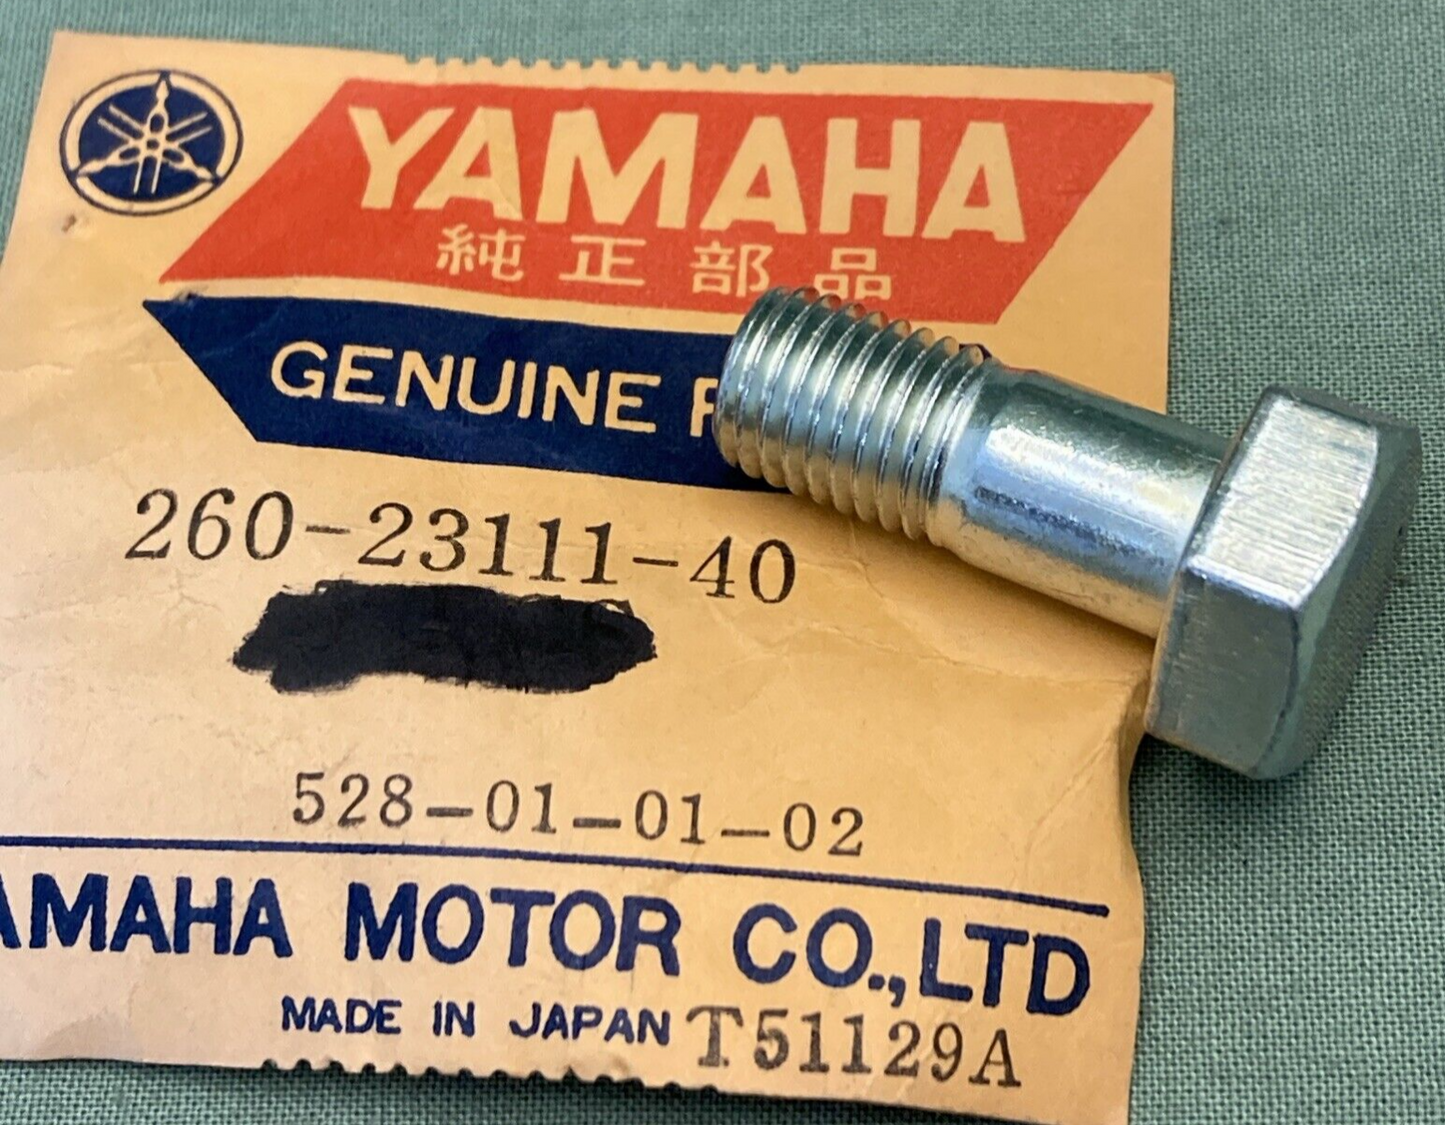 YAMAHA
純正部品
GENUINE P
260-23111-40
528-01-01-02
AMAHA MOTOR CO.,LTD
MADE IN JAPAN T51129A